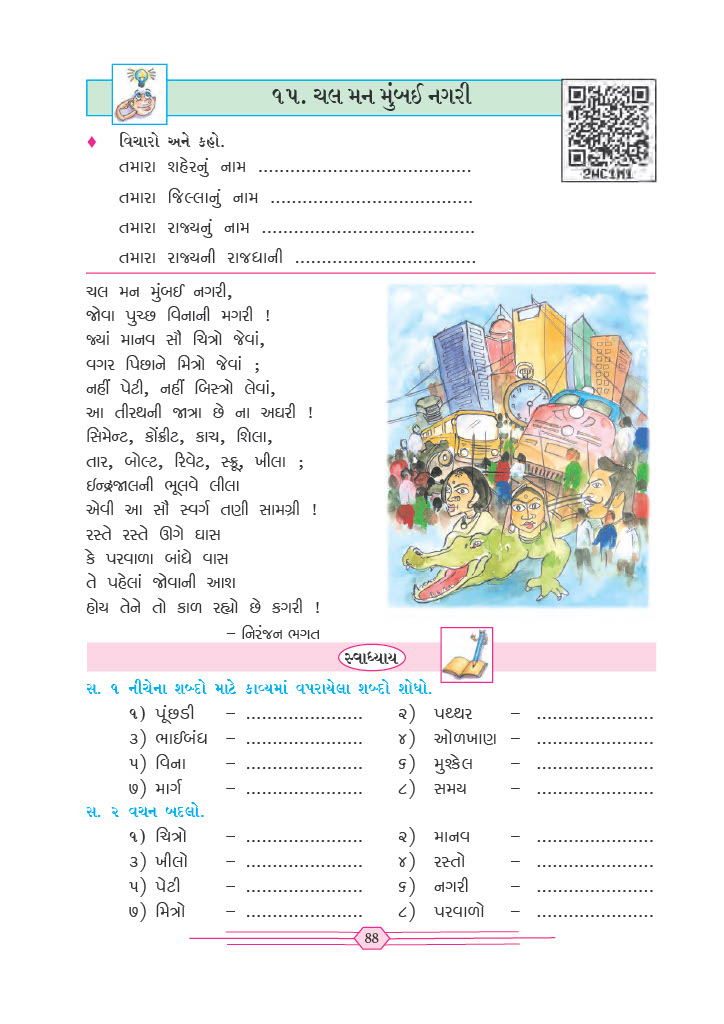 ૧૫. ચલ મન મુંબઈ નગરી
2WC1M1
♦ વિચારો અને કહો.
તમારા શહેરનું નામ ........................................
તમારા જિલ્લાનું નામ ......................................
તમારા રાજ્યનું નામ ........................................
તમારા રાજ્યની રાજધાની ..................................
ચલ મન મુંબઈ નગરી,
જોવા પુચ્છ વિનાની મગરી !
જ્યાં માનવ સૌ ચિત્રો જેવાં,
વગર પિછાને મિત્રો જેવાં ;
નહીં પેટી, નહીં બિસ્ત્રો લેવાં,
આ તીરથની જાત્રા છે ના અઘરી !
સિમેન્ટ, કોંક્રીટ, કાચ, શિલા,
તાર, બોલ્ટ, રિવેટ, સ્ક્રૂ, ખીલા ;
ઈન્દ્રજાલની ભૂલવે લીલા
એવી આ સૌ સ્વર્ગ તણી સામગ્રી !
રસ્તે રસ્તે ઊગે ઘાસ
કે પરવાળા બાંધે વાસ
તે પહેલાં જોવાની આશ
હોય તેને તો કાળ રહ્યો છે કગરી !
– નિરંજન ભગત
સ્વાધ્યાય
સ. ૧ નીચેના શબ્દો માટે કાવ્યમાં વપરાયેલા શબ્દો શોધો.
૧) પૂંછડી – ...................... ૨) પથ્થર – ......................
૩) ભાઈબંધ – ...................... ૪) ઓળખાણ – ......................
૫) વિના – ...................... ૬) મુશ્કેલ – ......................
૭) માર્ગ – ...................... ૮) સમય – ......................
સ. ૨ વચન બદલો.
૧) ચિત્રો – ...................... ૨) માનવ – ......................
૩) ખીલો – ...................... ૪) રસ્તો – ......................
૫) પેટી – ...................... ૬) નગરી – ......................
૭) મિત્રો – ...................... ૮) પરવાળો – ......................
88